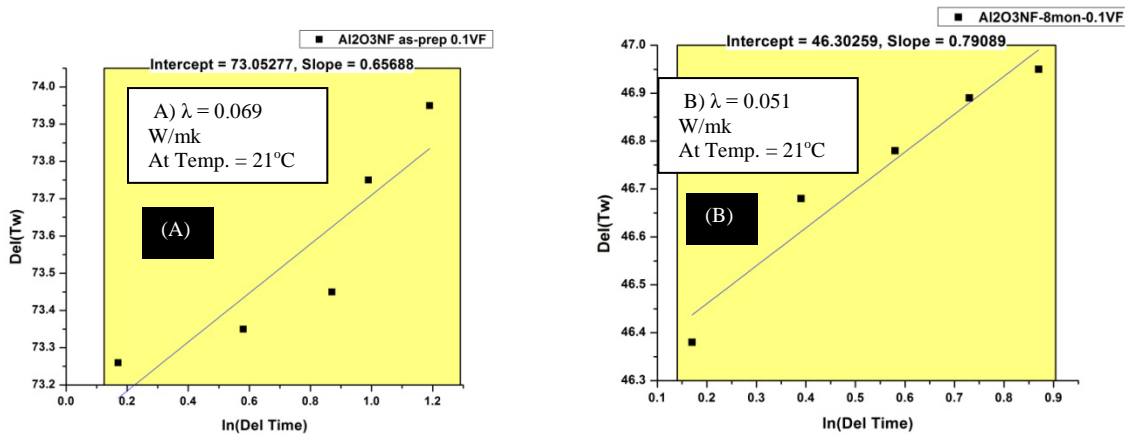 Al2O3NF as-prep 0.1VF
Intercept = 73.05277, Slope = 0.65688
A) λ = 0.069
W/mk
At Temp. = 21°C
(A)
Del(Tw)
74.0
73.9
73.8
73.7
73.6
73.5
73.4
73.3
73.2
0.0 0.2 0.4 0.6 0.8 1.0 1.2
ln(Del Time)
Al2O3NF-8mon-0.1VF
Intercept = 46.30259, Slope = 0.79089
B) λ = 0.051
W/mk
At Temp. = 21°C
(B)
Del(Tw)
47.0
46.9
46.8
46.7
46.6
46.5
46.4
46.3
0.1 0.2 0.3 0.4 0.5 0.6 0.7 0.8 0.9 1.0
ln(Del Time)